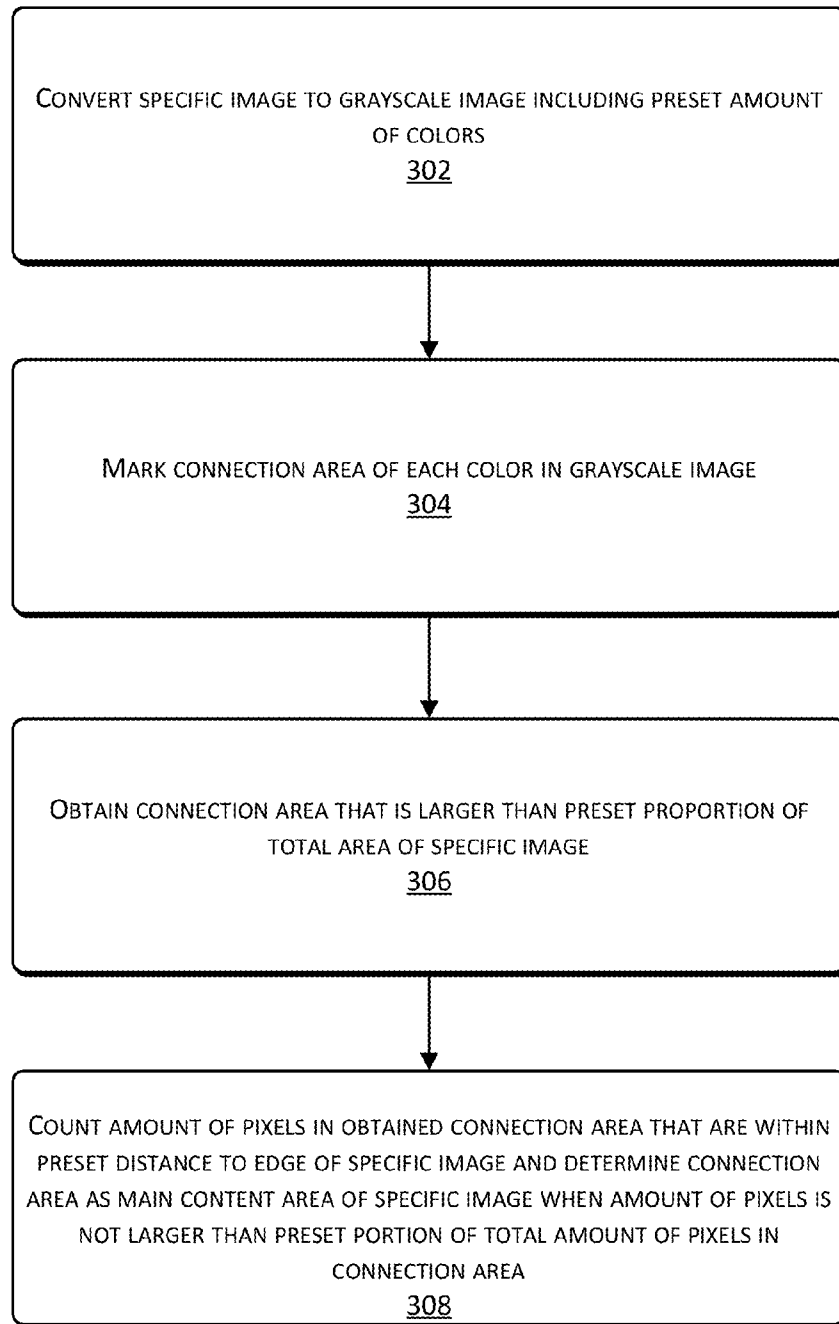 CONVERT SPECIFIC IMAGE TO GRAYSCALE IMAGE INCLUDING PRESET AMOUNT
OF COLORS
302
MARK CONNECTION AREA OF EACH COLOR IN GRAYSCALE IMAGE
304
OBTAIN CONNECTION AREA THAT IS LARGER THAN PRESET PROPORTION OF
TOTAL AREA OF SPECIFIC IMAGE
306
COUNT AMOUNT OF PIXELS IN OBTAINED CONNECTION AREA THAT ARE WITHIN
PRESET DISTANCE TO EDGE OF SPECIFIC IMAGE AND DETERMINE CONNECTION
AREA AS MAIN CONTENT AREA OF SPECIFIC IMAGE WHEN AMOUNT OF PIXELS IS
NOT LARGER THAN PRESET PORTION OF TOTAL AMOUNT OF PIXELS IN
CONNECTION AREA
308